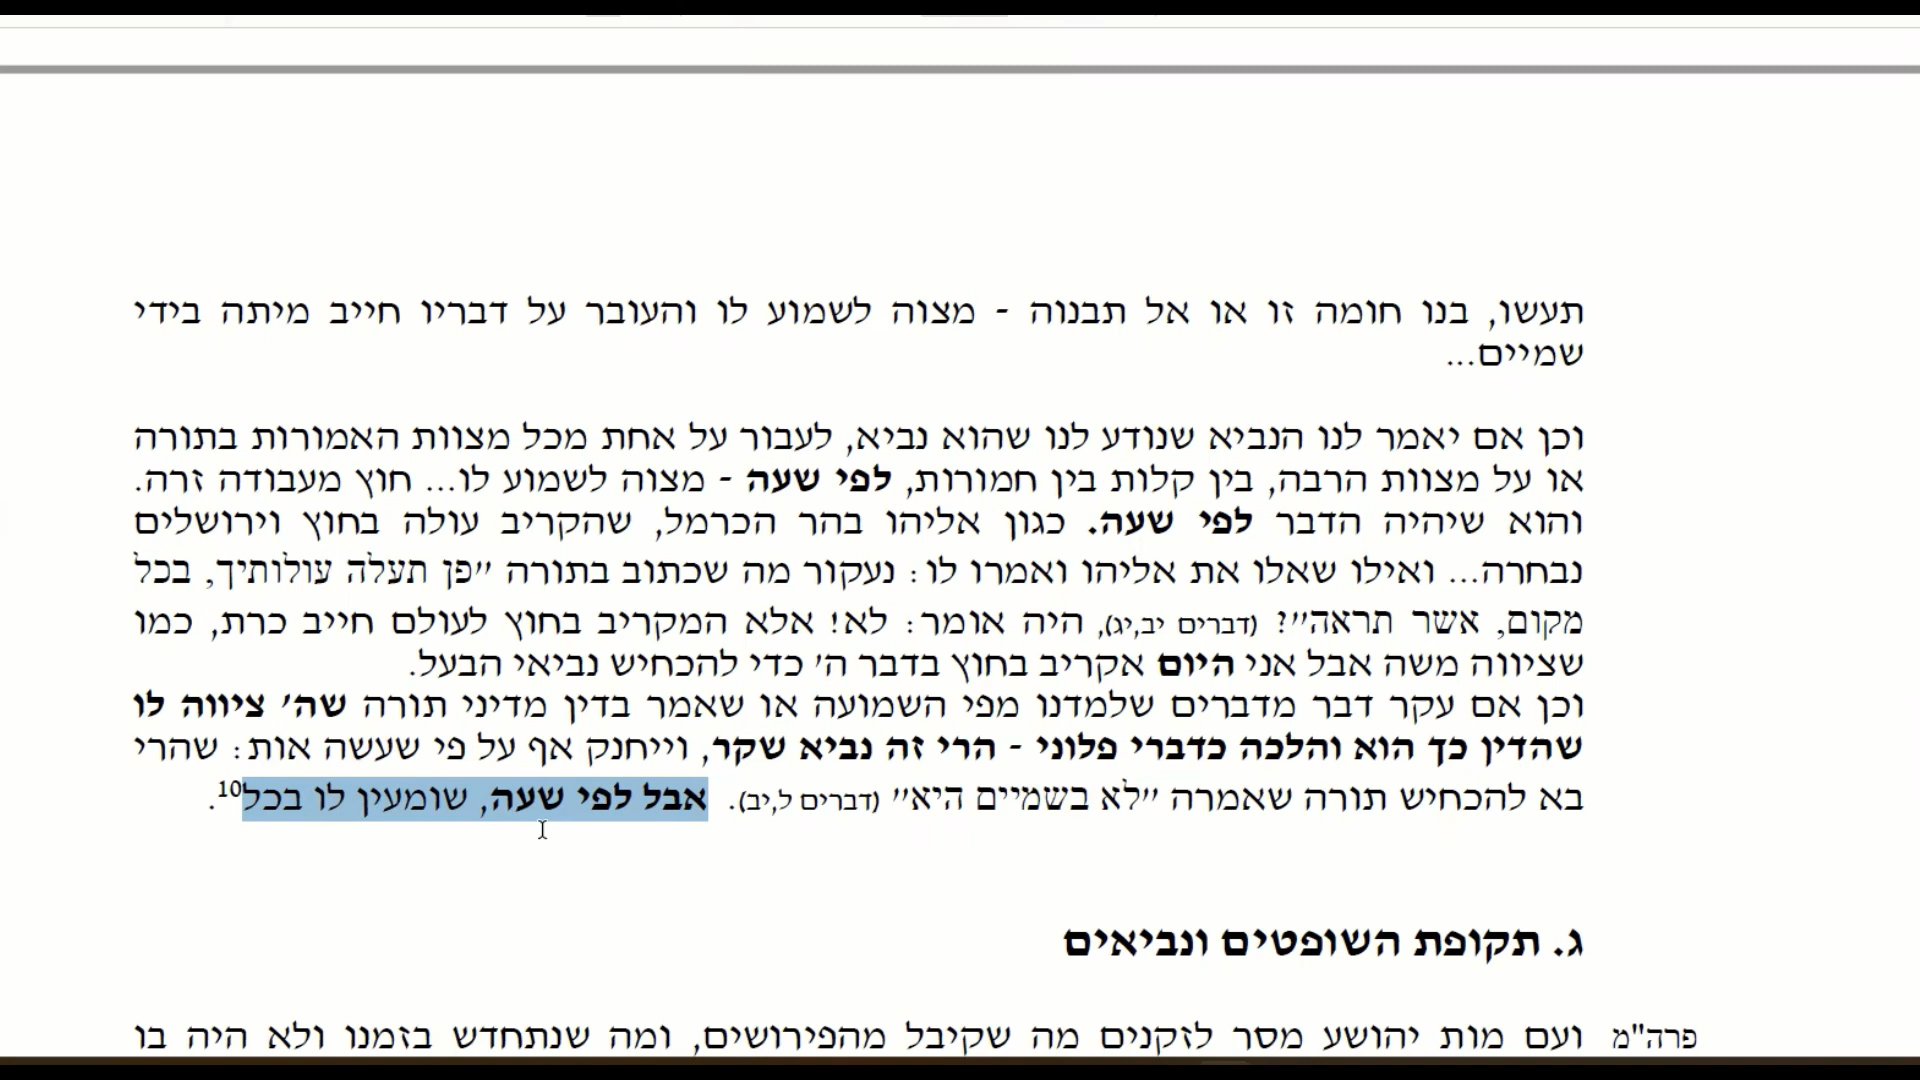 תעשו, בנו חומה זו או אל תבנוה - מצוה לשמוע לו והעובר על דבריו חייב מיתה בידי
שמיים...
וכן אם יאמר לנו הנביא שנודע לנו שהוא נביא, לעבור על אחת מכל מצוות האמורות בתורה
או על מצוות הרבה, בין קלות בין חמורות, לפי שעה - מצוה לשמוע לו... חוץ מעבודה זרה.
והוא שיהיה הדבר לפי שעה. כגון אליהו בהר הכרמל, שהקריב עולה בחוץ וירושלים
נבחרה... ואילו שאלו את אליהו ואמרו לו: נעקור מה שכתוב בתורה "פן תעלה עולותיך, בכל
מקום, אשר תראה"? (דברים יב,יג), היה אומר: לא! אלא המקריב בחוץ לעולם חייב כרת, כמו
שציווה משה אבל אני היום אקריב בחוץ בדבר ה' כדי להכחיש נביאי הבעל.
וכן אם עקר דבר מדברים שלמדנו מפי השמועה או שאמר בדין מדיני תורה שה' ציווה לו
שהדין כך הוא והלכה כדברי פלוני - הרי זה נביא שקר, וייחנק אף על פי שעשה אות: שהרי
בא להכחיש תורה שאמרה "לא בשמיים היא" (דברים ל,יב). אבל לפי שעה, שומעין לו בכל10.
ג. תקופת השופטים ונביאים
פרה"מ ועם מות יהושע מסר לזקנים מה שקיבל מהפירושים, ומה שנתחדש בזמנו ולא היה בו